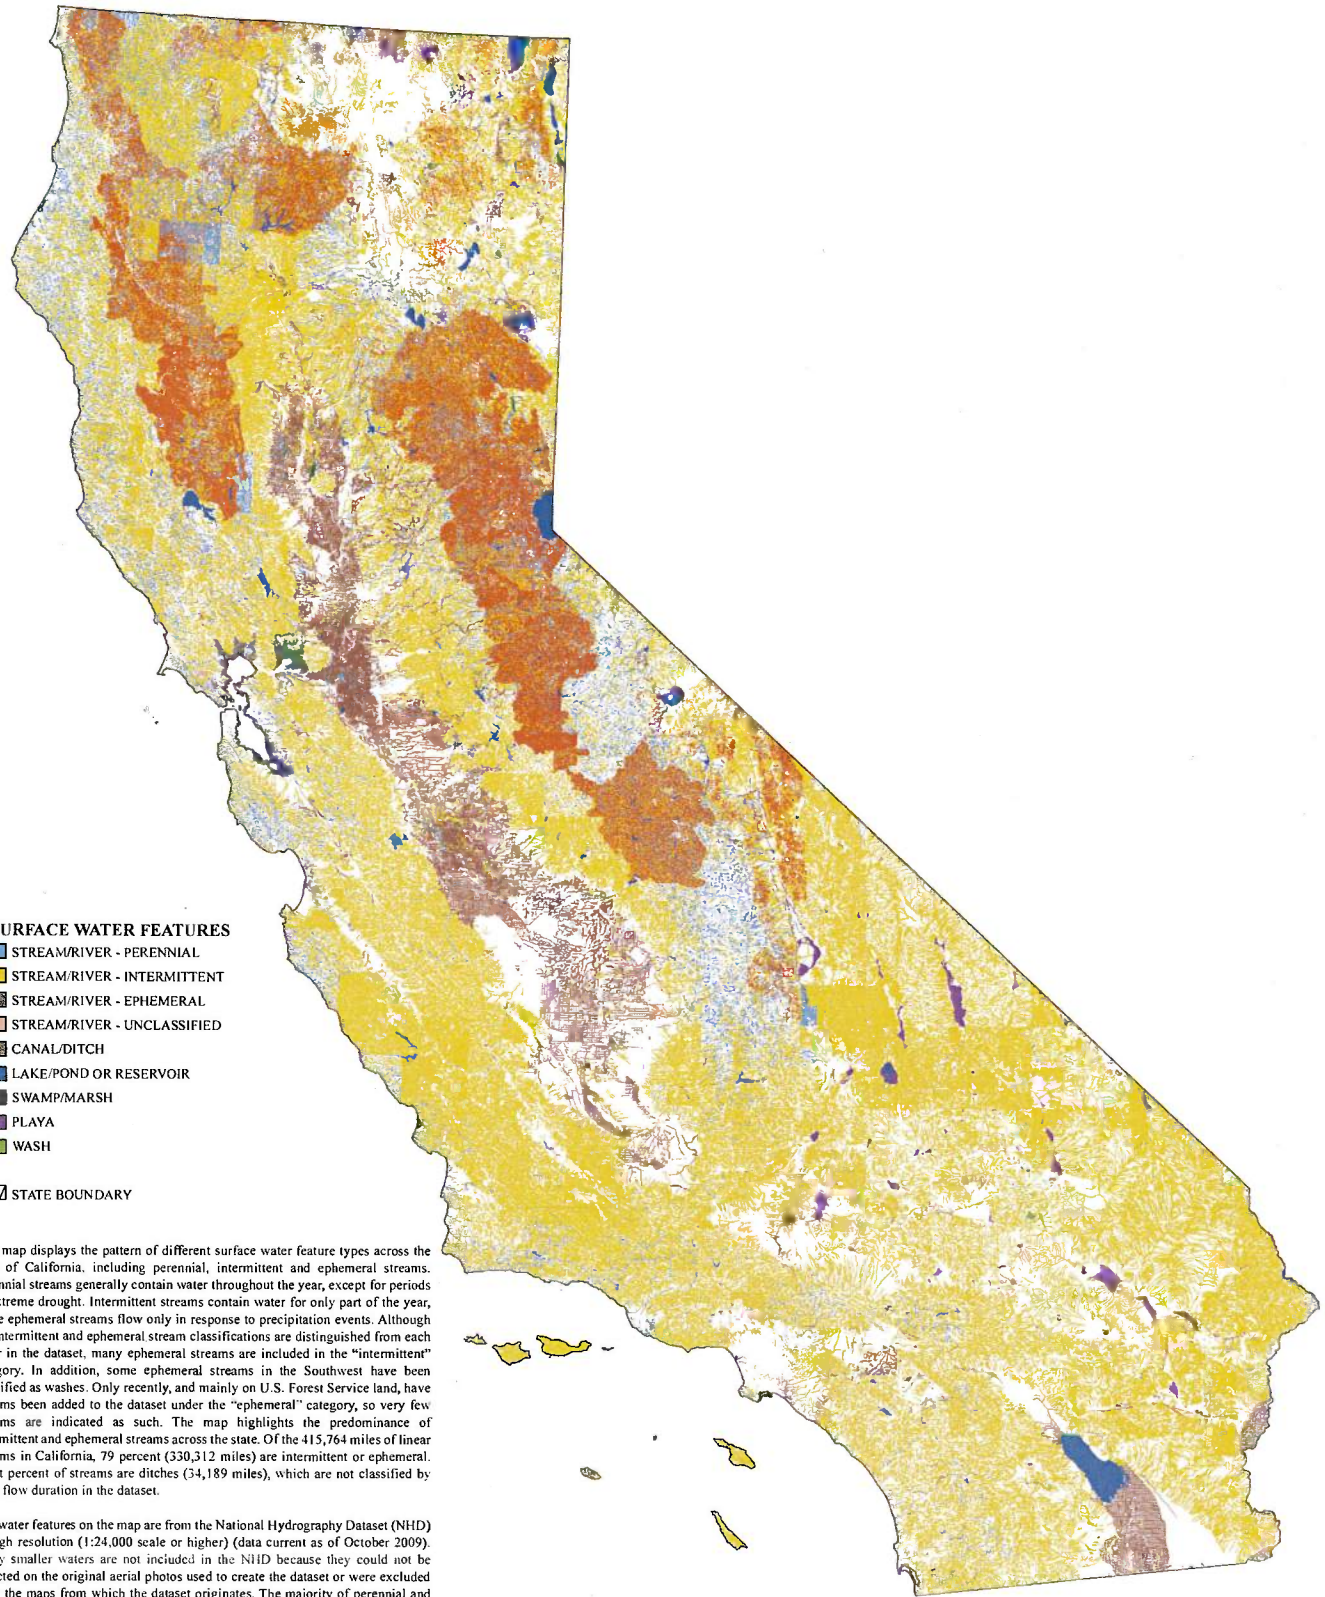 URFACE WATER FEATURES
STREAM/RIVER - PERENNIAL
STREAM/RIVER - INTERMITTENT
STREAM/RIVER - EPHEMERAL
STREAM/RIVER - UNCLASSIFIED
CANAL/DITCH
LAKE/POND OR RESERVOIR
SWAMP/MARSH
PLAYA
WASH
STATE BOUNDARY
map displays the pattern of different surface water feature types across the
of California, including perennial, intermittent and ephemeral streams.
nnial streams generally contain water throughout the year, except for periods
treme drought. Intermittent streams contain water for only part of the year,
e ephemeral streams flow only in response to precipitation events. Although
ntermittent and ephemeral stream classifications are distinguished from each
r in the dataset, many ephemeral streams are included in the “intermittent”
gory. In addition, some ephemeral streams in the Southwest have been
ified as washes. Only recently, and mainly on U.S. Forest Service land, have
ms been added to the dataset under the “ephemeral” category, so very few
ms are indicated as such. The map highlights the predominance of
mittent and ephemeral streams across the state. Of the 415,764 miles of linear
ms in California, 79 percent (330,312 miles) are intermittent or ephemeral.
t percent of streams are ditches (34,189 miles), which are not classified by
flow duration in the dataset.
water features on the map are from the National Hydrography Dataset (NHD)
gh resolution (1:24,000 scale or higher) (data current as of October 2009).
y smaller waters are not included in the NHD because they could not be
cted on the original aerial photos used to create the dataset or were excluded
the maps from which the dataset originates. The majority of perennial and